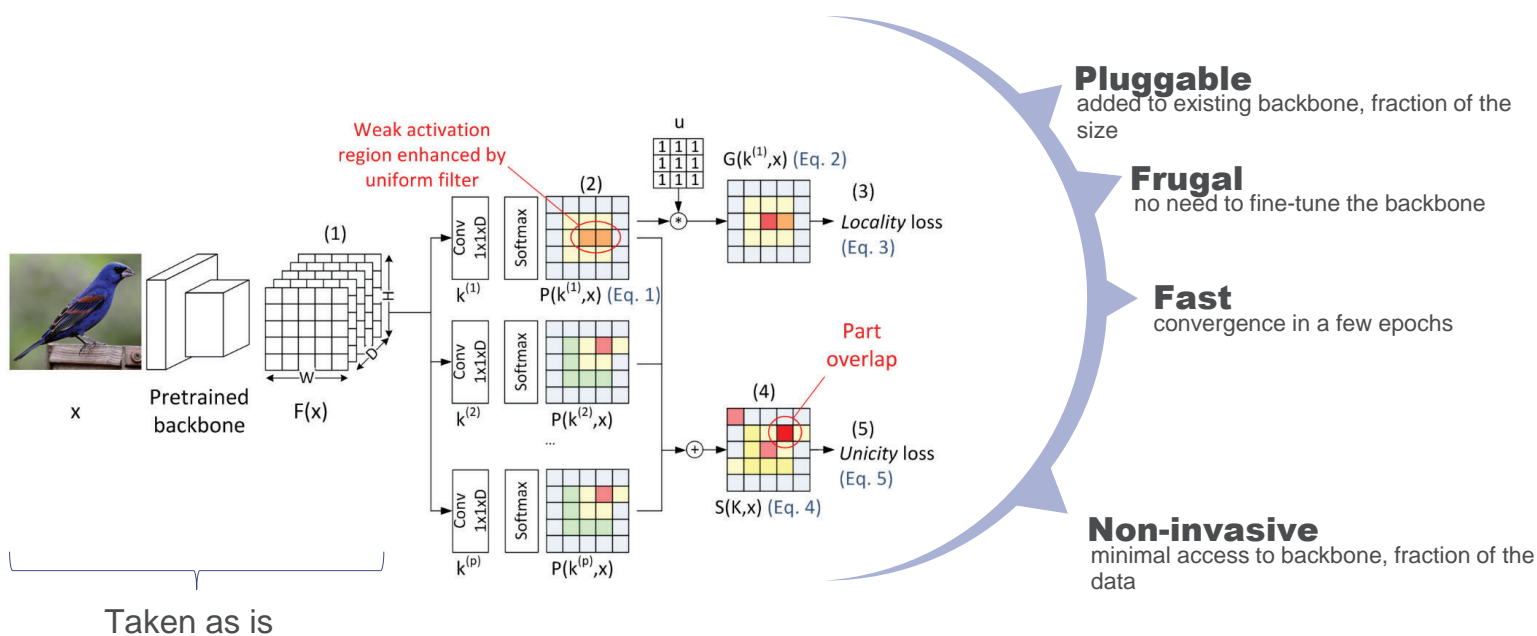 Weak activation
region enhanced by
uniform filter
u
1 1 1
1 1 1
1 1 1
(1)
(2)
G(k(1),x) (Eq. 2)
(3)
Locality loss
(Eq. 3)
Conv
1x1xD
Softmax
k(1)
P(k(1),x) (Eq. 1)
*
H
D
W
x
Pretrained
backbone
F(x)
Conv
1x1xD
Softmax
k(2)
P(k(2),x)
...
Part
overlap
(4)
+
(5)
Unicity loss
(Eq. 5)
S(K,x) (Eq. 4)
Conv
1x1xD
Softmax
k(p)
P(k(p),x)
Taken as is
Pluggable
added to existing backbone, fraction of the
size
Frugal
no need to fine-tune the backbone
Fast
convergence in a few epochs
Non-invasive
minimal access to backbone, fraction of the
data